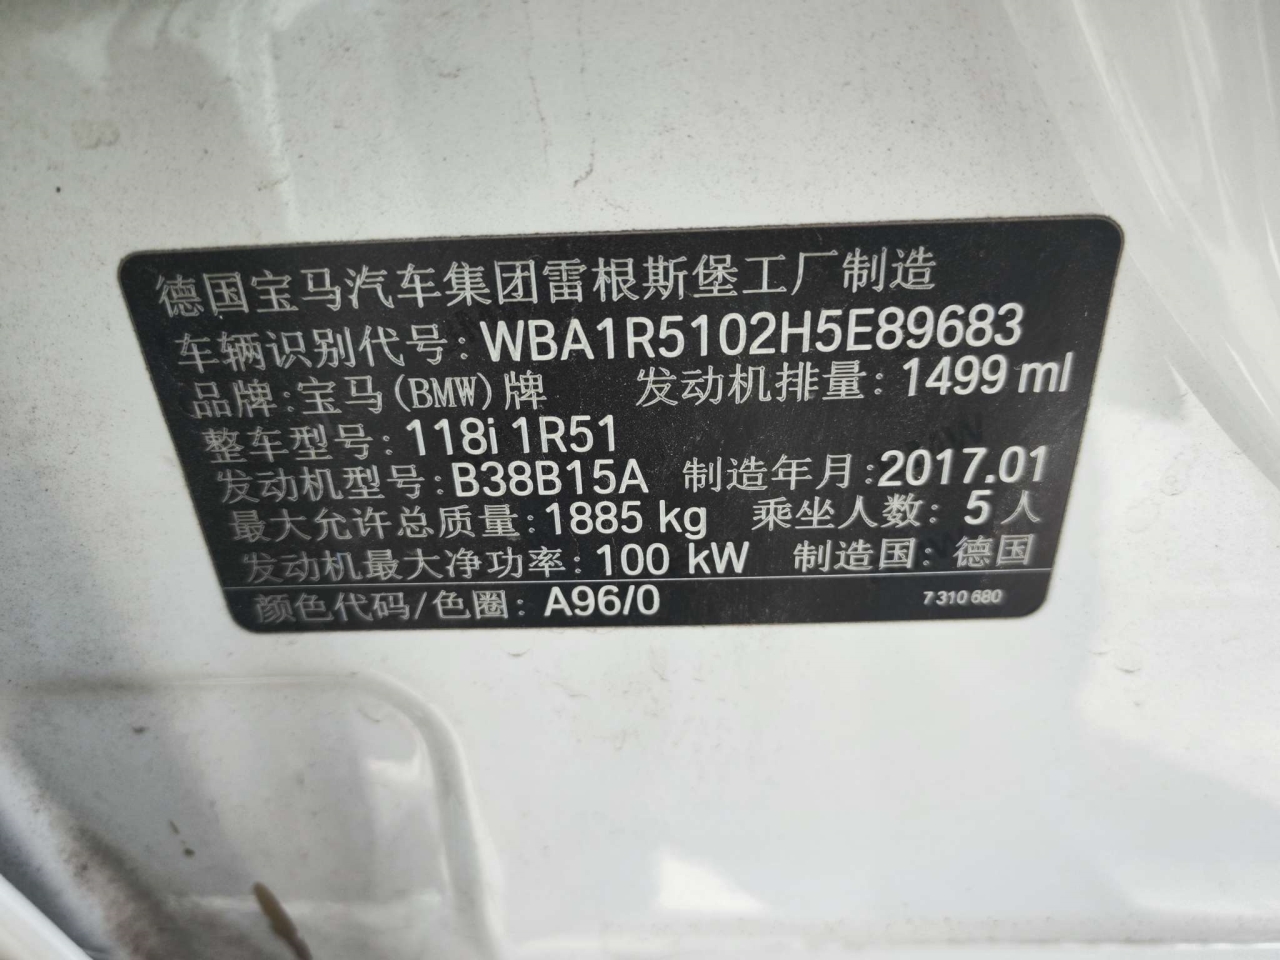 德国宝马汽车集团雷根斯堡工厂制造
车辆识别代号: WBA1R5102H5E89683
品牌: 宝马(BMW)牌 发动机排量: 1499 ml
整车型号: 118i 1R51
发动机型号: B38B15A 制造年月: 2017.01
最大允许总质量: 1885 kg 乘坐人数: 5 人
发动机最大净功率: 100 kW 制造国: 德国
颜色代码/色圈: A96/0 7 310 680